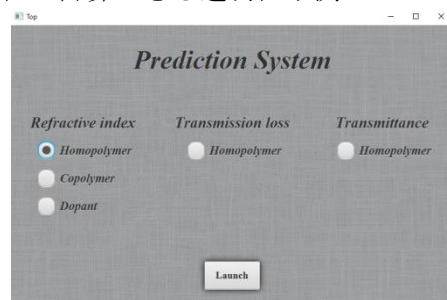 Top
Prediction System
Refractive index Transmission loss Transmittance
Homopolymer Homopolymer Homopolymer
Copolymer
Dopant
Launch